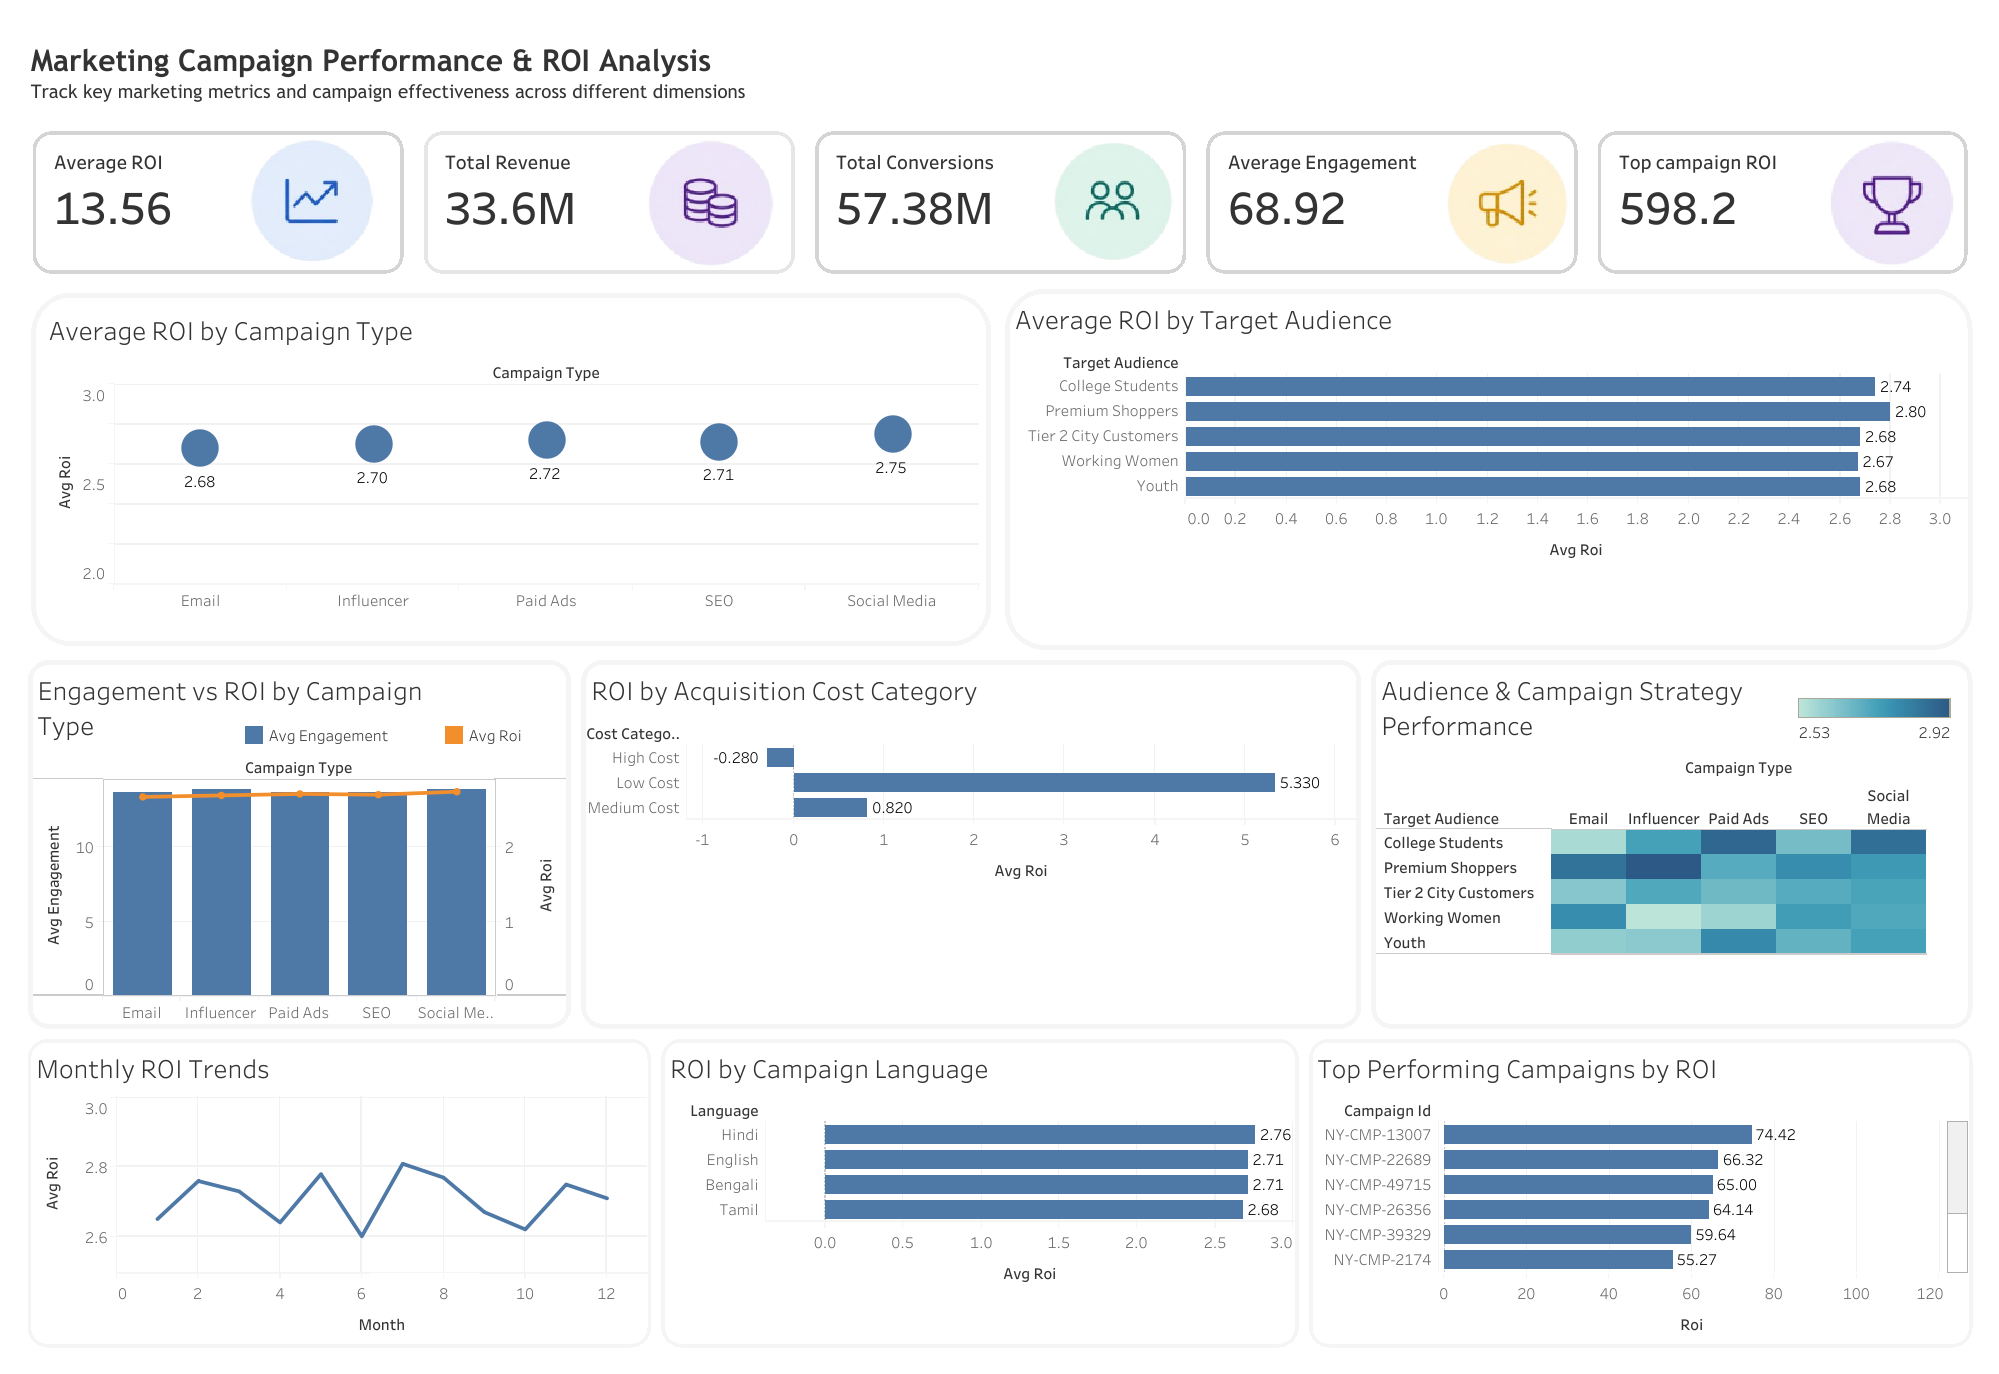 Marketing Campaign Performance & ROI Analysis
Track key marketing metrics and campaign effectiveness across different dimensions
Average ROI
13.56
Total Revenue
33.6M
Total Conversions
57.38M
Average Engagement
68.92
Top campaign ROI
598.2
Average ROI by Campaign Type
Campaign Type
Avg Roi
3.0
2.5
2.0
2.68
2.70
2.72
2.71
2.75
Email
Influencer
Paid Ads
SEO
Social Media
Average ROI by Target Audience
Target Audience
College Students 2.74
Premium Shoppers 2.80
Tier 2 City Customers 2.68
Working Women 2.67
Youth 2.68
0.0 0.2 0.4 0.6 0.8 1.0 1.2 1.4 1.6 1.8 2.0 2.2 2.4 2.6 2.8 3.0
Avg Roi
Engagement vs ROI by Campaign
Type
Avg Engagement
Avg Roi
Campaign Type
Avg Engagement
10
5
0
2
1
0
Avg Roi
Email Influencer Paid Ads SEO Social Me..
ROI by Acquisition Cost Category
Cost Catego..
High Cost -0.280
Low Cost 5.330
Medium Cost 0.820
-1 0 1 2 3 4 5 6
Avg Roi
Audience & Campaign Strategy
Performance
2.53 2.92
Campaign Type
Target Audience Email Influencer Paid Ads SEO Social
Media
College Students
Premium Shoppers
Tier 2 City Customers
Working Women
Youth
Monthly ROI Trends
Avg Roi
3.0
2.8
2.6
0 2 4 6 8 10 12
Month
ROI by Campaign Language
Language
Hindi 2.76
English 2.71
Bengali 2.71
Tamil 2.68
0.0 0.5 1.0 1.5 2.0 2.5 3.0
Avg Roi
Top Performing Campaigns by ROI
Campaign Id
NY-CMP-13007 74.42
NY-CMP-22689 66.32
NY-CMP-49715 65.00
NY-CMP-26356 64.14
NY-CMP-39329 59.64
NY-CMP-2174 55.27
0 20 40 60 80 100 120
Roi